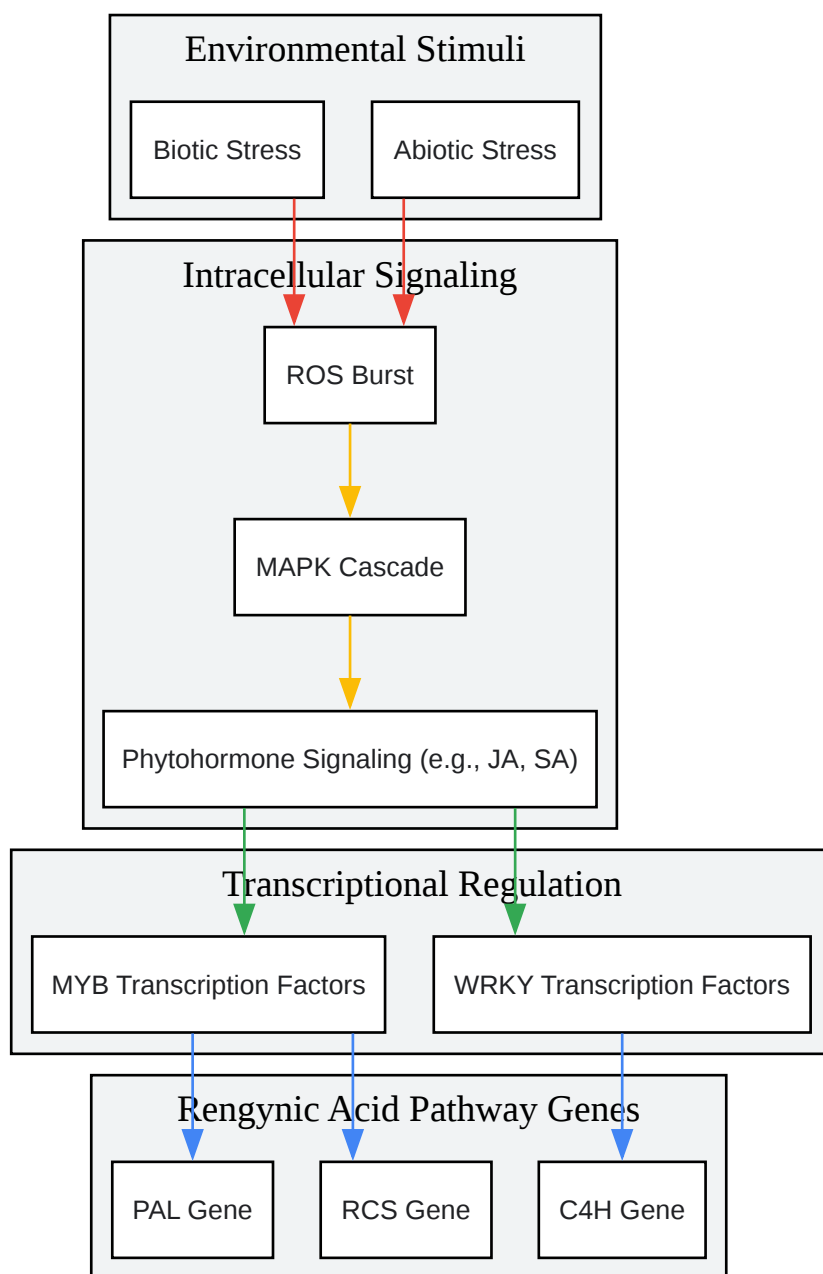 Environmental Stimuli
Biotic Stress
Abiotic Stress
Intracellular Signaling
ROS Burst
MAPK Cascade
Phytohormone Signaling (e.g., JA, SA)
Transcriptional Regulation
MYB Transcription Factors
WRKY Transcription Factors
Rengynic Acid Pathway Genes
PAL Gene
RCS Gene
C4H Gene